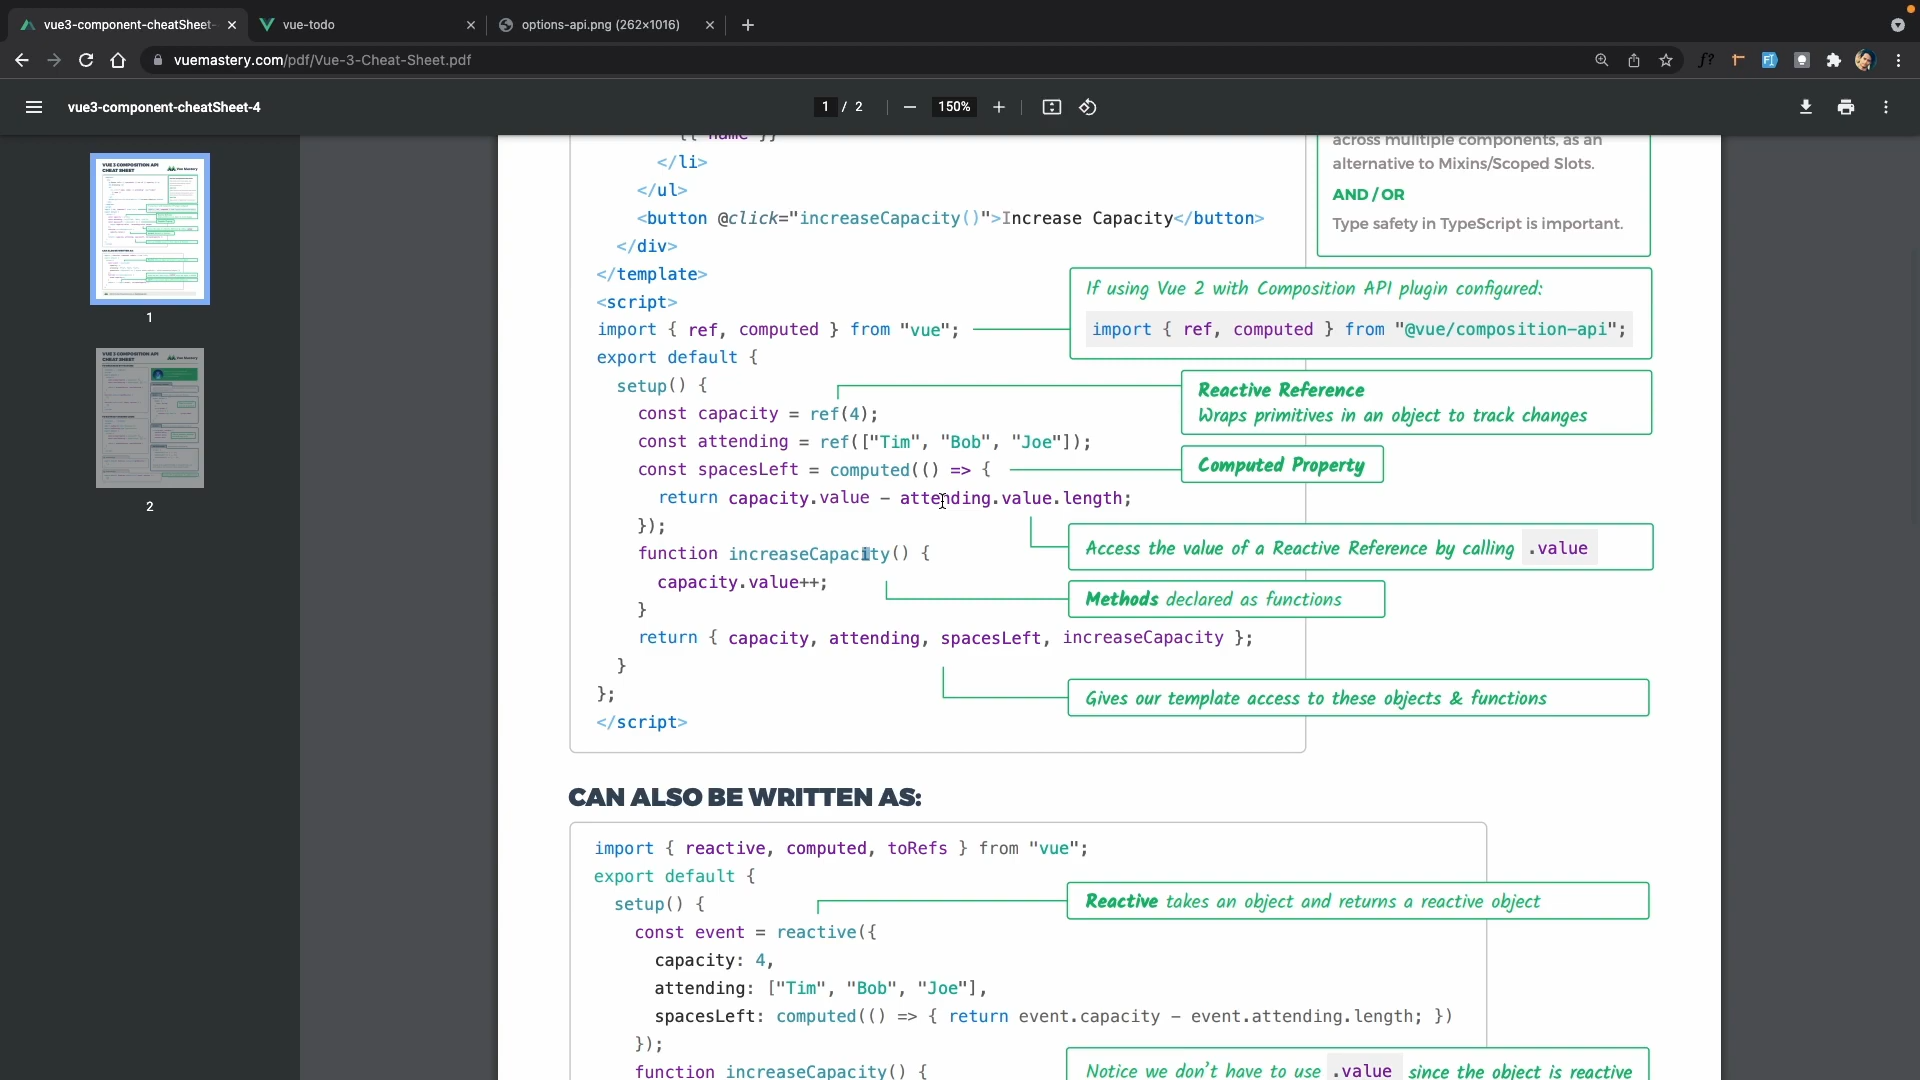 vue3-component-cheatSheet-
vue-todo
options-api.png (262×1016)
vuemastery.com/pdf/Vue-3-Cheat-Sheet.pdf
vue3-component-cheatSheet-4
1 / 2
150%
across mulitiple components, as an
alternative to Mixins/Scoped Slots.
AND / OR
Type safety in TypeScript is important.
{{ name }}
</li>
</ul>
<button @click="increaseCapacity()">Increase Capacity</button>
</div>
</template>
<script>
import { ref, computed } from "vue";
export default {
setup() {
const capacity = ref(4);
const attending = ref(["Tim", "Bob", "Joe"]);
const spacesLeft = computed(() => {
return capacity.value - attending.value.length;
});
function increaseCapacity() {
capacity.value++;
}
return { capacity, attending, spacesLeft, increaseCapacity };
}
};
</script>
If using Vue 2 with Composition API plugin configured:
import { ref, computed } from "@vue/composition-api";
Reactive Reference
Wraps primitives in an object to track changes
Computed Property
Access the value of a Reactive Reference by calling .value
Methods declared as functions
Gives our template access to these objects & functions
CAN ALSO BE WRITTEN AS:
import { reactive, computed, toRefs } from "vue";
export default {
setup() {
const event = reactive({
capacity: 4,
attending: ["Tim", "Bob", "Joe"],
spacesLeft: computed(() => { return event.capacity - event.attending.length; })
});
function increaseCapacity() {
Reactive takes an object and returns a reactive object
Notice we don't have to use .value since the object is reactive
1
2